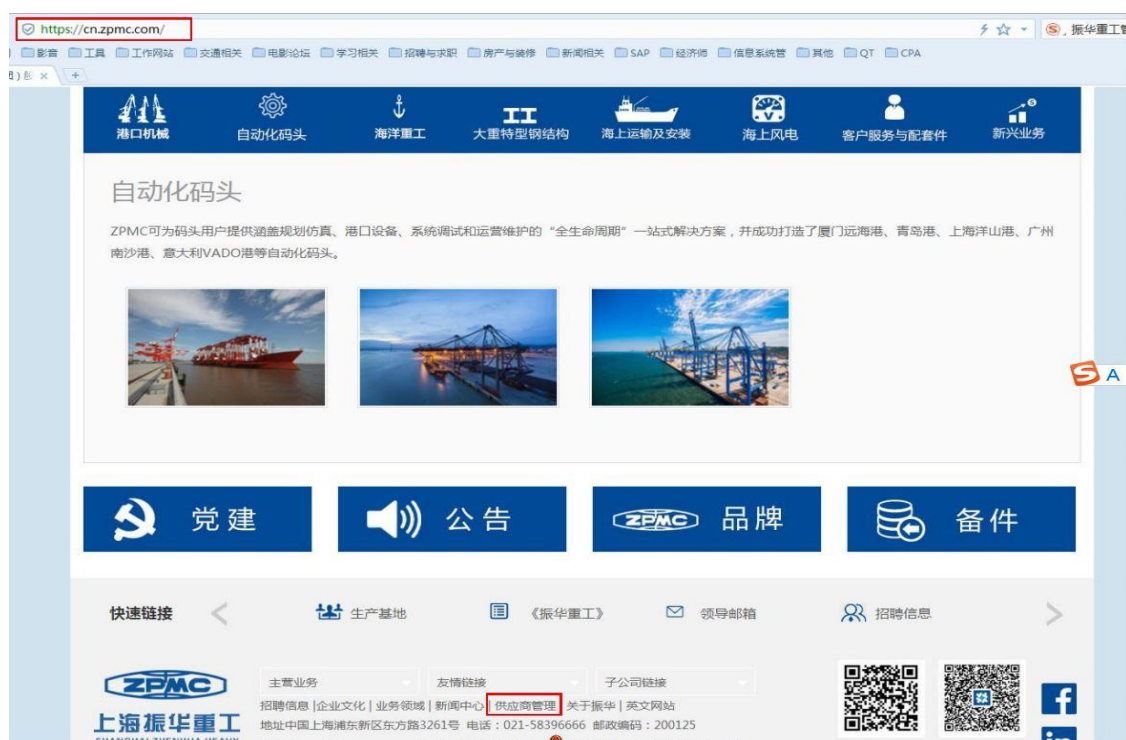 https://cn.zpmc.com/
振华重工
影音 工具 工作网站 交通相关 电影论坛 学习相关 招聘与求职 房产与装修 新闻相关 SAP 经济师 信息系统管 其他 QT CPA
港口机械 自动化码头 海洋重工 大重特型钢结构 海上运输及安装 海上风电 客户服务与配套件 新兴业务
自动化码头
ZPMC可为码头用户提供涵盖规划仿真、港口设备、系统调试和运营维护的“全生命周期”一站式解决方案，并成功打造了厦门远海港、青岛港、上海洋山港、广州
南沙港、意大利VADO港等自动化码头。
S A
党建 公告 ZPMC 品牌 备件
快速链接 生产基地 《振华重工》 领导邮箱 招聘信息
ZPMC
上海振华重工
SHANGHAI ZHENHUA HEAVY
主营业务 友情链接 子公司链接
招聘信息 |企业文化 | 业务领域 | 新闻中心 | 供应商管理 | 关于振华 | 英文网站
地址中国上海浦东新区东方路3261号 电话：021-58396666 邮政编码：200125
f
in